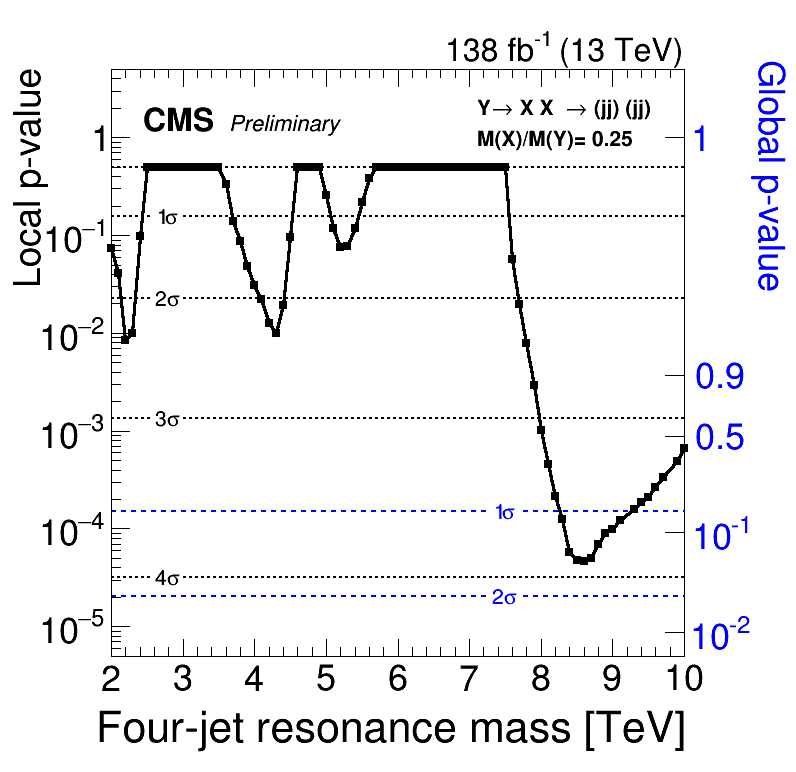 138 fb⁻¹ (13 TeV)
CMS Preliminary
Y→ X X → (jj) (jj)
M(X)/M(Y)= 0.25
Local p-value
1
10⁻¹
10⁻²
10⁻³
10⁻⁴
10⁻⁵
1σ
2σ
3σ
4σ
1σ
2σ
Global p-value
1
0.9
0.5
10⁻¹
10⁻²
2 3 4 5 6 7 8 9 10
Four-jet resonance mass [TeV]